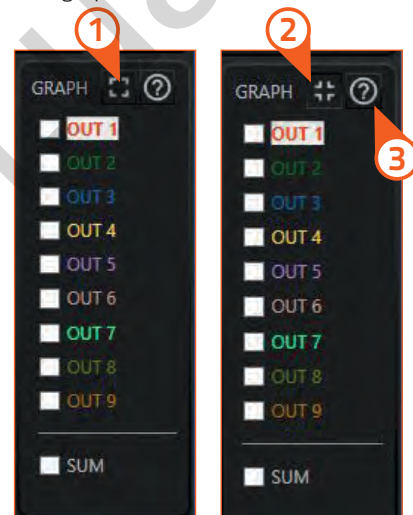 1
2
GRAPH
OUT 1
OUT 2
OUT 3
OUT 4
OUT 5
OUT 6
OUT 7
OUT 8
OUT 9
SUM
GRAPH
3
OUT 1
OUT 2
OUT 3
OUT 4
OUT 5
OUT 6
OUT 7
OUT 8
OUT 9
SUM